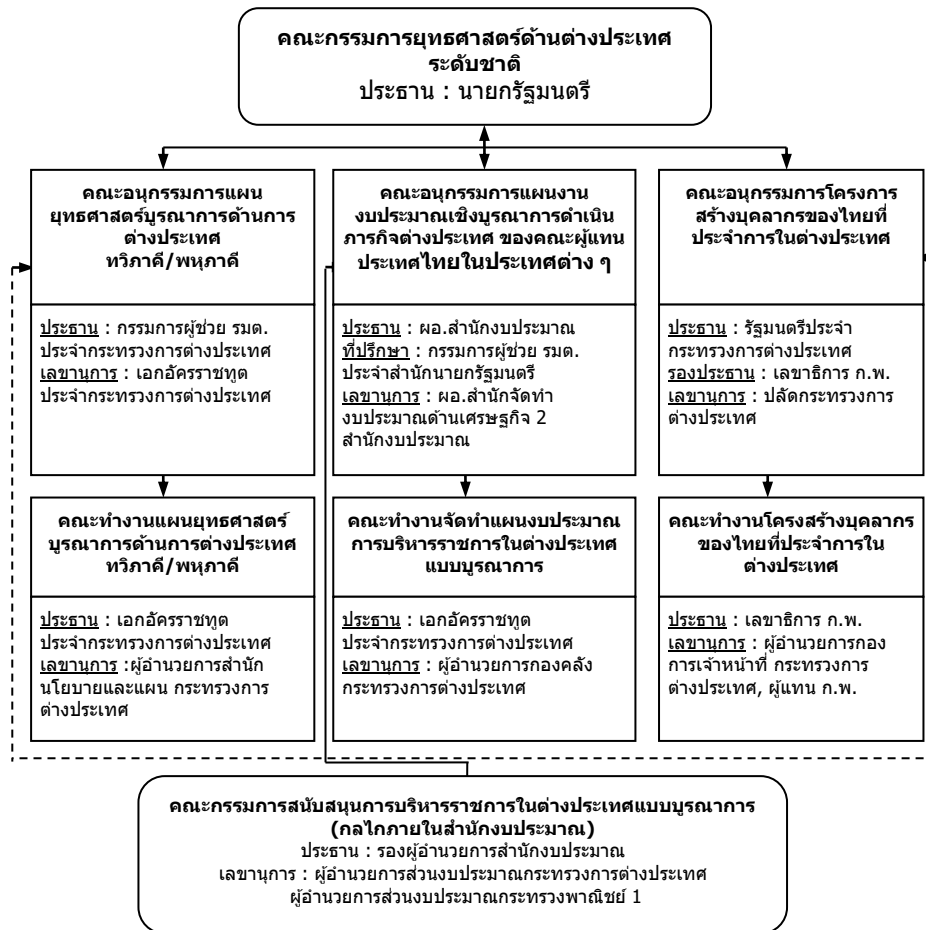 คณะกรรมการยุทธศาสตร์ด้านต่างประเทศ
ระดับชาติ
ประธาน : นายกรัฐมนตรี
คณะอนุกรรมการแผน
ยุทธศาสตร์บูรณาการด้านการ
ต่างประเทศ
ทวิภาคี/พหุภาคี
ประธาน : กรรมการผู้ช่วย รมต.
ประจำกระทรวงการต่างประเทศ
เลขานุการ : เอกอัครราชทูต
ประจำกระทรวงการต่างประเทศ
คณะอนุกรรมการแผนงาน
งบประมาณเชิงบูรณาการดำเนิน
ภารกิจต่างประเทศ ของคณะผู้แทน
ประเทศไทยในประเทศต่าง ๆ
ประธาน : ผอ.สำนักงบประมาณ
ที่ปรึกษา : กรรมการผู้ช่วย รมต.
ประจำสำนักนายกรัฐมนตรี
เลขานุการ : ผอ.สำนักจัดทำ
งบประมาณด้านเศรษฐกิจ 2
สำนักงบประมาณ
คณะอนุกรรมการโครงการ
สร้างบุคลากรของไทยที่
ประจำการในต่างประเทศ
ประธาน : รัฐมนตรีประจำ
กระทรวงการต่างประเทศ
รองประธาน : เลขาธิการ ก.พ.
เลขานุการ : ปลัดกระทรวงการ
ต่างประเทศ
คณะทำงานแผนยุทธศาสตร์
บูรณาการด้านการต่างประเทศ
ทวิภาคี/พหุภาคี
ประธาน : เอกอัครราชทูต
ประจำกระทรวงการต่างประเทศ
เลขานุการ :ผู้อำนวยการสำนัก
นโยบายและแผน กระทรวงการ
ต่างประเทศ
คณะทำงานจัดทำแผนงบประมาณ
การบริหารราชการในต่างประเทศ
แบบบูรณาการ
ประธาน : เอกอัครราชทูต
ประจำกระทรวงการต่างประเทศ
เลขานุการ : ผู้อำนวยการกองคลัง
กระทรวงการต่างประเทศ
คณะทำงานโครงสร้างบุคลากร
ของไทยที่ประจำการใน
ต่างประเทศ
ประธาน : เลขาธิการ ก.พ.
เลขานุการ : ผู้อำนวยการกอง
การเจ้าหน้าที่ กระทรวงการ
ต่างประเทศ, ผู้แทน ก.พ.
คณะกรรมการสนับสนุนการบริหารราชการในต่างประเทศแบบบูรณาการ
(กลไกภายในสำนักงบประมาณ)
ประธาน : รองผู้อำนวยการสำนักงบประมาณ
เลขานุการ : ผู้อำนวยการส่วนงบประมาณกระทรวงการต่างประเทศ
ผู้อำนวยการส่วนงบประมาณกระทรวงพาณิชย์ 1